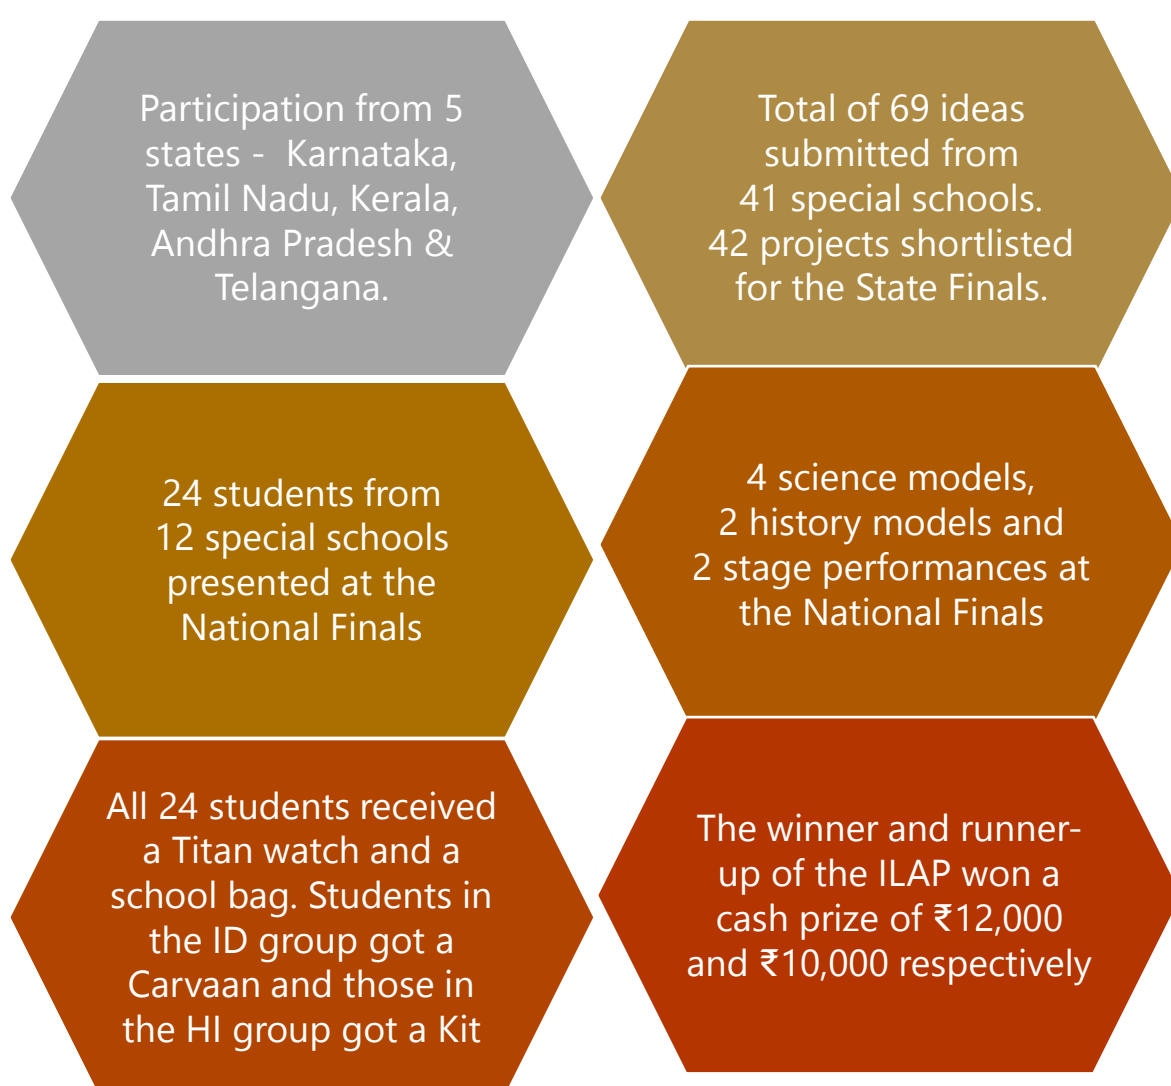 Participation from 5
states -  Karnataka,
Tamil Nadu, Kerala,
Andhra Pradesh &
Telangana.
Total of 69 ideas
submitted from
41 special schools.
42 projects shortlisted
for the State Finals.
24 students from
12 special schools
presented at the
National Finals
4 science models,
2 history models and
2 stage performances at
the National Finals
All 24 students received
a Titan watch and a
school bag. Students in
the ID group got a
Carvaan and those in
the HI group got a Kit
The winner and runner-
up of the ILAP won a
cash prize of ₹12,000
and ₹10,000 respectively